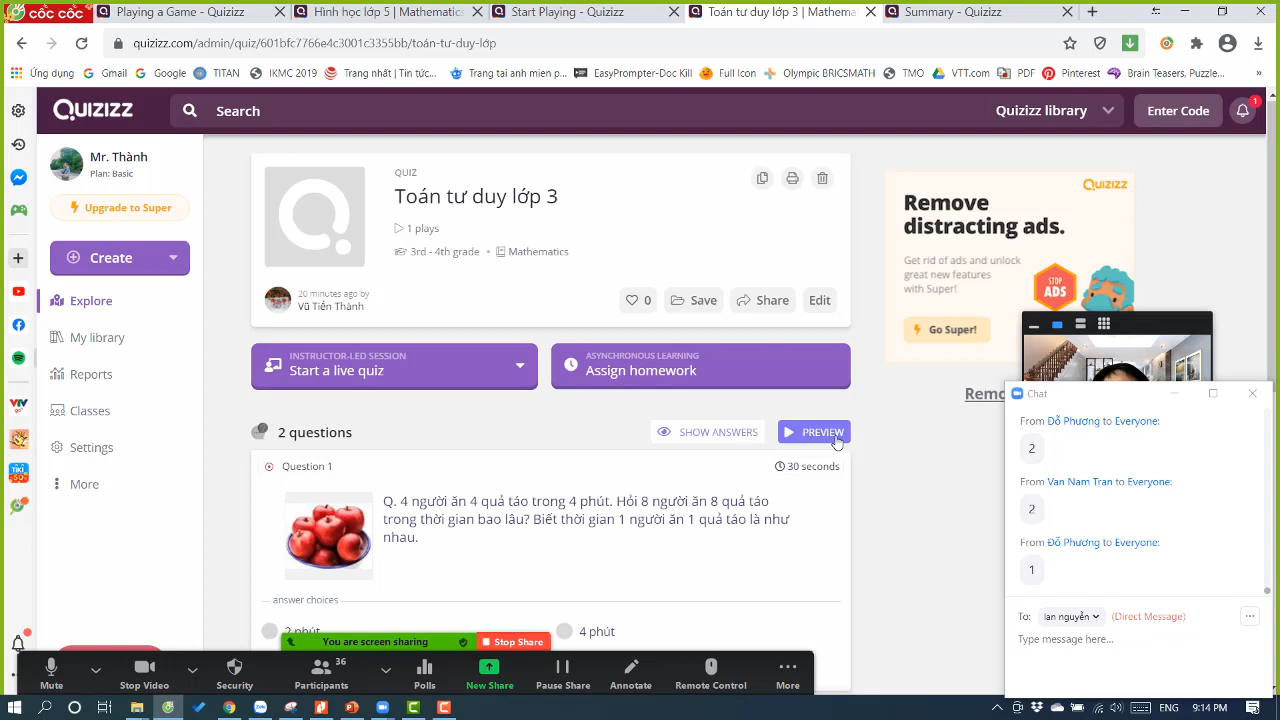 cốc cốc
Playing a Game - Quizizz
Hình học lớp 5 | Mathematics
Start Playing - Quizizz
Toán tư duy lớp 3 | Mathema
Summary - Quizizz
quizizz.com/admin/quiz/601bfc7766e4c3001c3355bb/toán-tư-duy-lớp
Ứng dụng
Gmail
Google
TITAN
IKMC 2019
Trang nhất | Tin tức...
Trang tai anh mien p...
EasyPrompter-Doc Kill
Full Icon
Olympic BRICSMATH
TMO
VTT.com
PDF
Pinterest
Brain Teasers, Puzzle...
»
QUIZIZZ
Search
Quizizz library
Enter Code
1
Mr. Thành
Plan: Basic
Upgrade to Super
Create
Explore
My library
Reports
Classes
Settings
More
QUIZ
Toán tư duy lớp 3
1 plays
3rd - 4th grade • Mathematics
20 minutes ago by
Vũ Tiến Thành
0
Save
Share
Edit
INSTRUCTOR-LED SESSION
Start a live quiz
ASYNCHRONOUS LEARNING
Assign homework
2 questions
SHOW ANSWERS
PREVIEW
Question 1
30 seconds
Q. 4 người ăn 4 quả táo trong 4 phút. Hỏi 8 người ăn 8 quả táo
trong thời gian bao lâu? Biết thời gian 1 người ăn 1 quả táo là như
nhau.
answer choices
2 phút
4 phút
QUIZIZZ
Remove
distracting ads.
Get rid of ads and unlock
great new features
with Super!
STOP
ADS
Go Super!
Remo
Chat
From Đỗ Phương to Everyone:
2
From Van Nam Tran to Everyone:
2
From Đỗ Phương to Everyone:
1
To: lan nguyễn (Direct Message)
Type message here...
You are screen sharing
Stop Share
Mute
Stop Video
Security
Participants
36
Polls
New Share
Pause Share
Annotate
Remote Control
More
ENG
9:14 PM